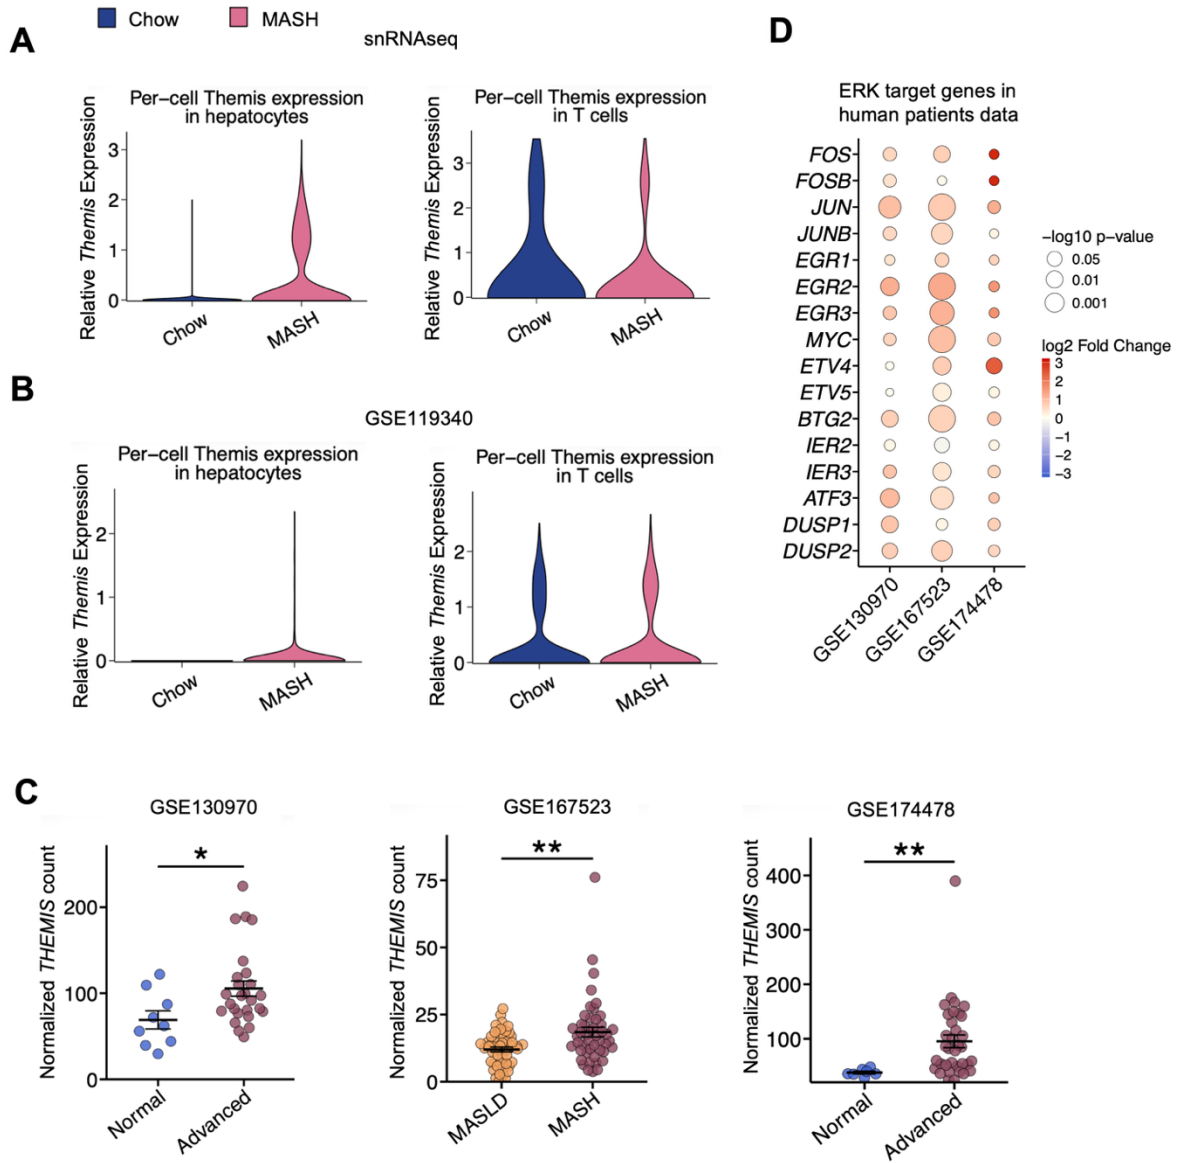 Chow
MASH
A
snRNAseq
Per−cell Themis expression
in hepatocytes
Relative Themis Expression
3
2
1
0
Chow
MASH
Per−cell Themis expression
in T cells
Relative Themis Expression
3
2
1
0
Chow
MASH
B
GSE119340
Per−cell Themis expression
in hepatocytes
Relative Themis Expression
2
1
0
Chow
MASH
Per−cell Themis expression
in T cells
Relative Themis Expression
2
1
0
Chow
MASH
C
GSE130970
Normalized THEMIS count
*
200
100
0
Normal
Advanced
GSE167523
Normalized THEMIS count
**
75
50
25
0
MASLD
MASH
GSE174478
Normalized THEMIS count
**
400
300
200
100
Normal
Advanced
D
ERK target genes in
human patients data
FOS
FOSB
JUN
JUNB
EGR1
EGR2
EGR3
MYC
ETV4
ETV5
BTG2
IER2
IER3
ATF3
DUSP1
DUSP2
GSE130970
GSE167523
GSE174478
−log10 p−value
0.05
0.01
0.001
log2 Fold Change
3
2
1
0
−1
−2
−3